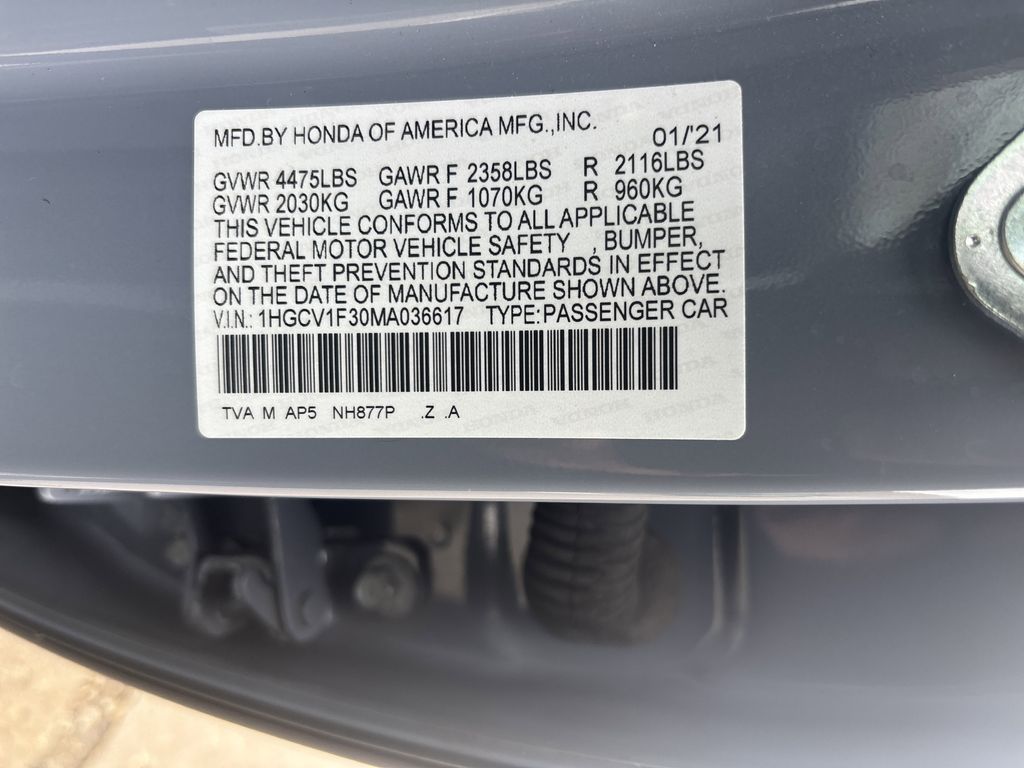 MFD.BY HONDA OF AMERICA MFG.,INC. 01/'21
GVWR 4475LBS GAWR F 2358LBS R 2116LBS
GVWR 2030KG GAWR F 1070KG R 960KG
THIS VEHICLE CONFORMS TO ALL APPLICABLE
FEDERAL MOTOR VEHICLE SAFETY , BUMPER,
AND THEFT PREVENTION STANDARDS IN EFFECT
ON THE DATE OF MANUFACTURE SHOWN ABOVE.
V.I.N.: 1HGCV1F30MA036617 TYPE:PASSENGER CAR
TVA M AP5 NH877P .Z .A